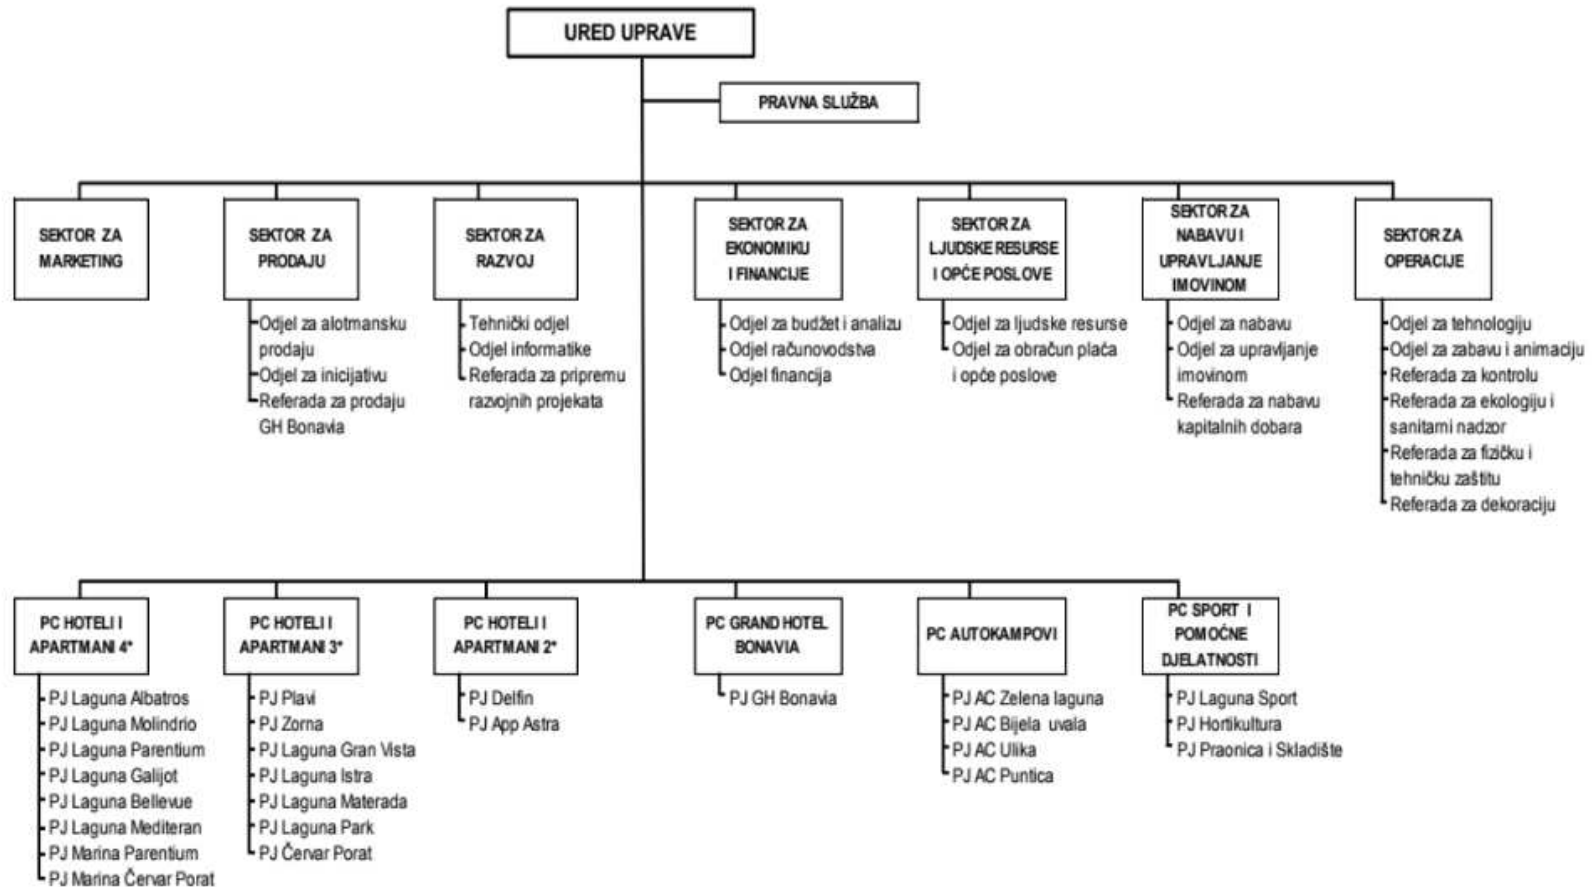 URED UPRAVE
PRAVNA SLUŽBA
SEKTOR ZA
MARKETING
SEKTOR ZA
PRODAJU
Odjel za alotmansku
prodaju
Odjel za inicijativu
Referada za prodaju
GH Bonavia
SEKTOR ZA
RAZVOJ
Tehnički odjel
Odjel informatike
Referada za pripremu
razvojnih projekata
SEKTOR ZA
EKONOMIKU
I FINANCIJE
Odjel za budžet i analizu
Odjel računovodstva
Odjel financija
SEKTOR ZA
LJUDSKE RESURSE
I OPĆE POSLOVE
Odjel za ljudske resurse
Odjel za obračun plaća
i opće poslove
SEKTOR ZA
NABAVU I
UPRAVLJANJE
IMOVINOM
Odjel za nabavu
Odjel za upravljanje
imovinom
Referada za nabavu
kapitalnih dobara
SEKTOR ZA
OPERACIJE
Odjel za tehnologiju
Odjel za zabavu i animaciju
Referada za kontrolu
Referada za ekologiju i
sanitarni nadzor
Referada za fizičku i
tehničku zaštitu
Referada za dekoraciju
PC HOTELI I
APARTMANI 4*
PJ Laguna Albatros
PJ Laguna Molindrio
PJ Laguna Parentium
PJ Laguna Galijot
PJ Laguna Bellevue
PJ Laguna Mediteran
PJ Marina Parentium
PJ Marina Červar Porat
PC HOTELI I
APARTMANI 3*
PJ Plavi
PJ Zorna
PJ Laguna Gran Vista
PJ Laguna Istra
PJ Laguna Materada
PJ Laguna Park
PJ Červar Porat
PC HOTELI I
APARTMANI 2*
PJ Delfin
PJ App Astra
PC GRAND HOTEL
BONAVIA
PJ GH Bonavia
PC AUTOKAMPOVI
PJ AC Zelena laguna
PJ AC Bijela uvala
PJ AC Ulika
PJ AC Puntica
PC SPORT I
POMOČNE
DJELATNOSTI
PJ Laguna Sport
PJ Hortikultura
PJ Praonica i Skladište